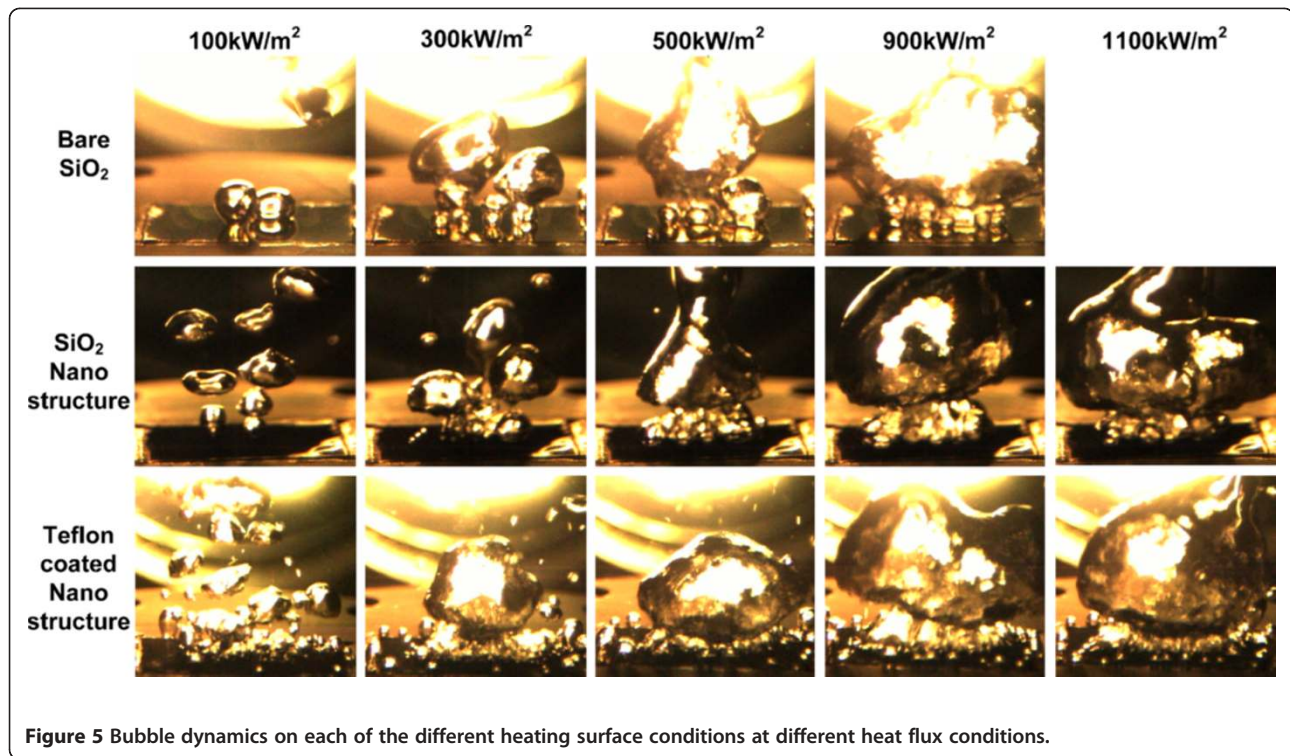 100kW/m² 300kW/m² 500kW/m² 900kW/m² 1100kW/m²
Bare
SiO₂
SiO₂
Nano
structure
Teflon
coated
Nano
structure
Figure 5 Bubble dynamics on each of the different heating surface conditions at different heat flux conditions.